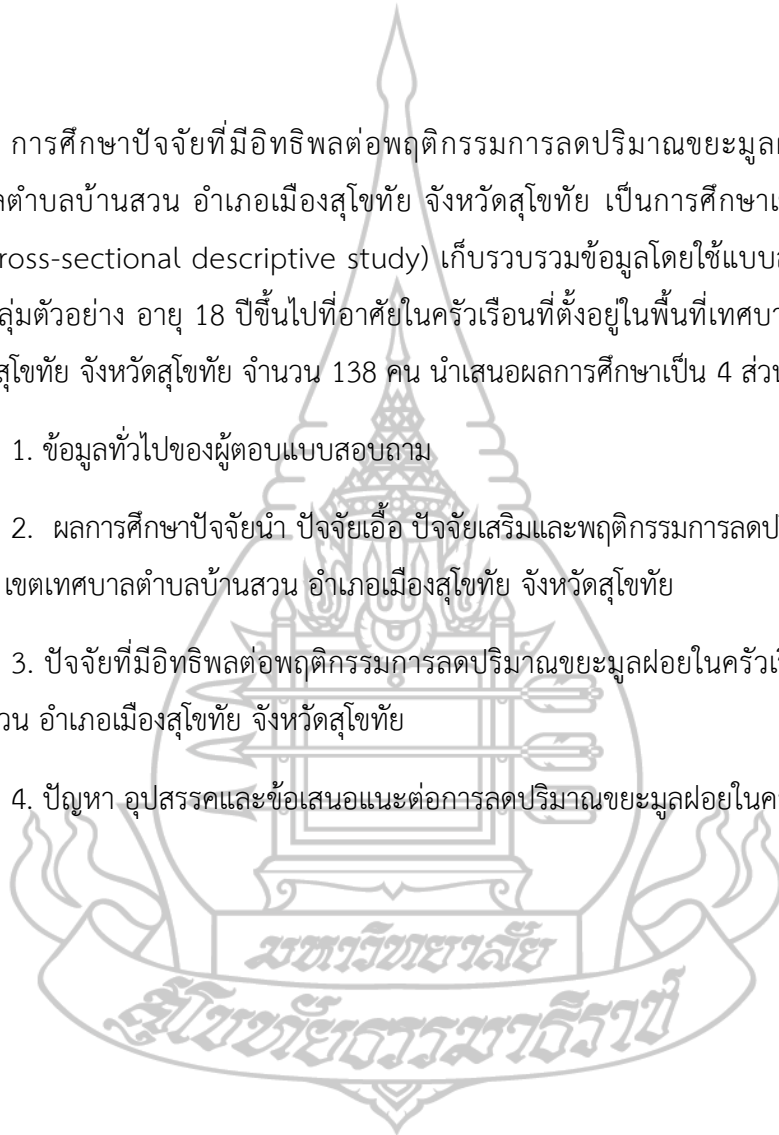 การศึกษาปัจจัยที่มีอิทธิพลต่อพฤติกรรมการลดปริมาณขยะมูล
ตำบลบ้านสวน อำเภอเมืองสุโขทัย จังหวัดสุโขทัย เป็นการศึกษา
ross-sectional descriptive study) เก็บรวบรวมข้อมูลโดยใช้แบบ
ลุ่มตัวอย่าง อายุ 18 ปีขึ้นไปที่อาศัยในครัวเรือนที่ตั้งอยู่ในพื้นที่เทศบา
สุโขทัย จังหวัดสุโขทัย จำนวน 138 คน นำเสนอผลการศึกษาเป็น 4 ส่วน
1. ข้อมูลทั่วไปของผู้ตอบแบบสอบถาม
2. ผลการศึกษาปัจจัยนำ ปัจจัยเอื้อ ปัจจัยเสริมและพฤติกรรมการลดป
เขตเทศบาลตำบลบ้านสวน อำเภอเมืองสุโขทัย จังหวัดสุโขทัย
3. ปัจจัยที่มีอิทธิพลต่อพฤติกรรมการลดปริมาณขยะมูลฝอยในครัวเรื
วน อำเภอเมืองสุโขทัย จังหวัดสุโขทัย
4. ปัญหา อุปสรรคและข้อเสนอแนะต่อการลดปริมาณขยะมูลฝอยในค
มหาวิทยาลัย
สุโขทัยธรรมาธิราช